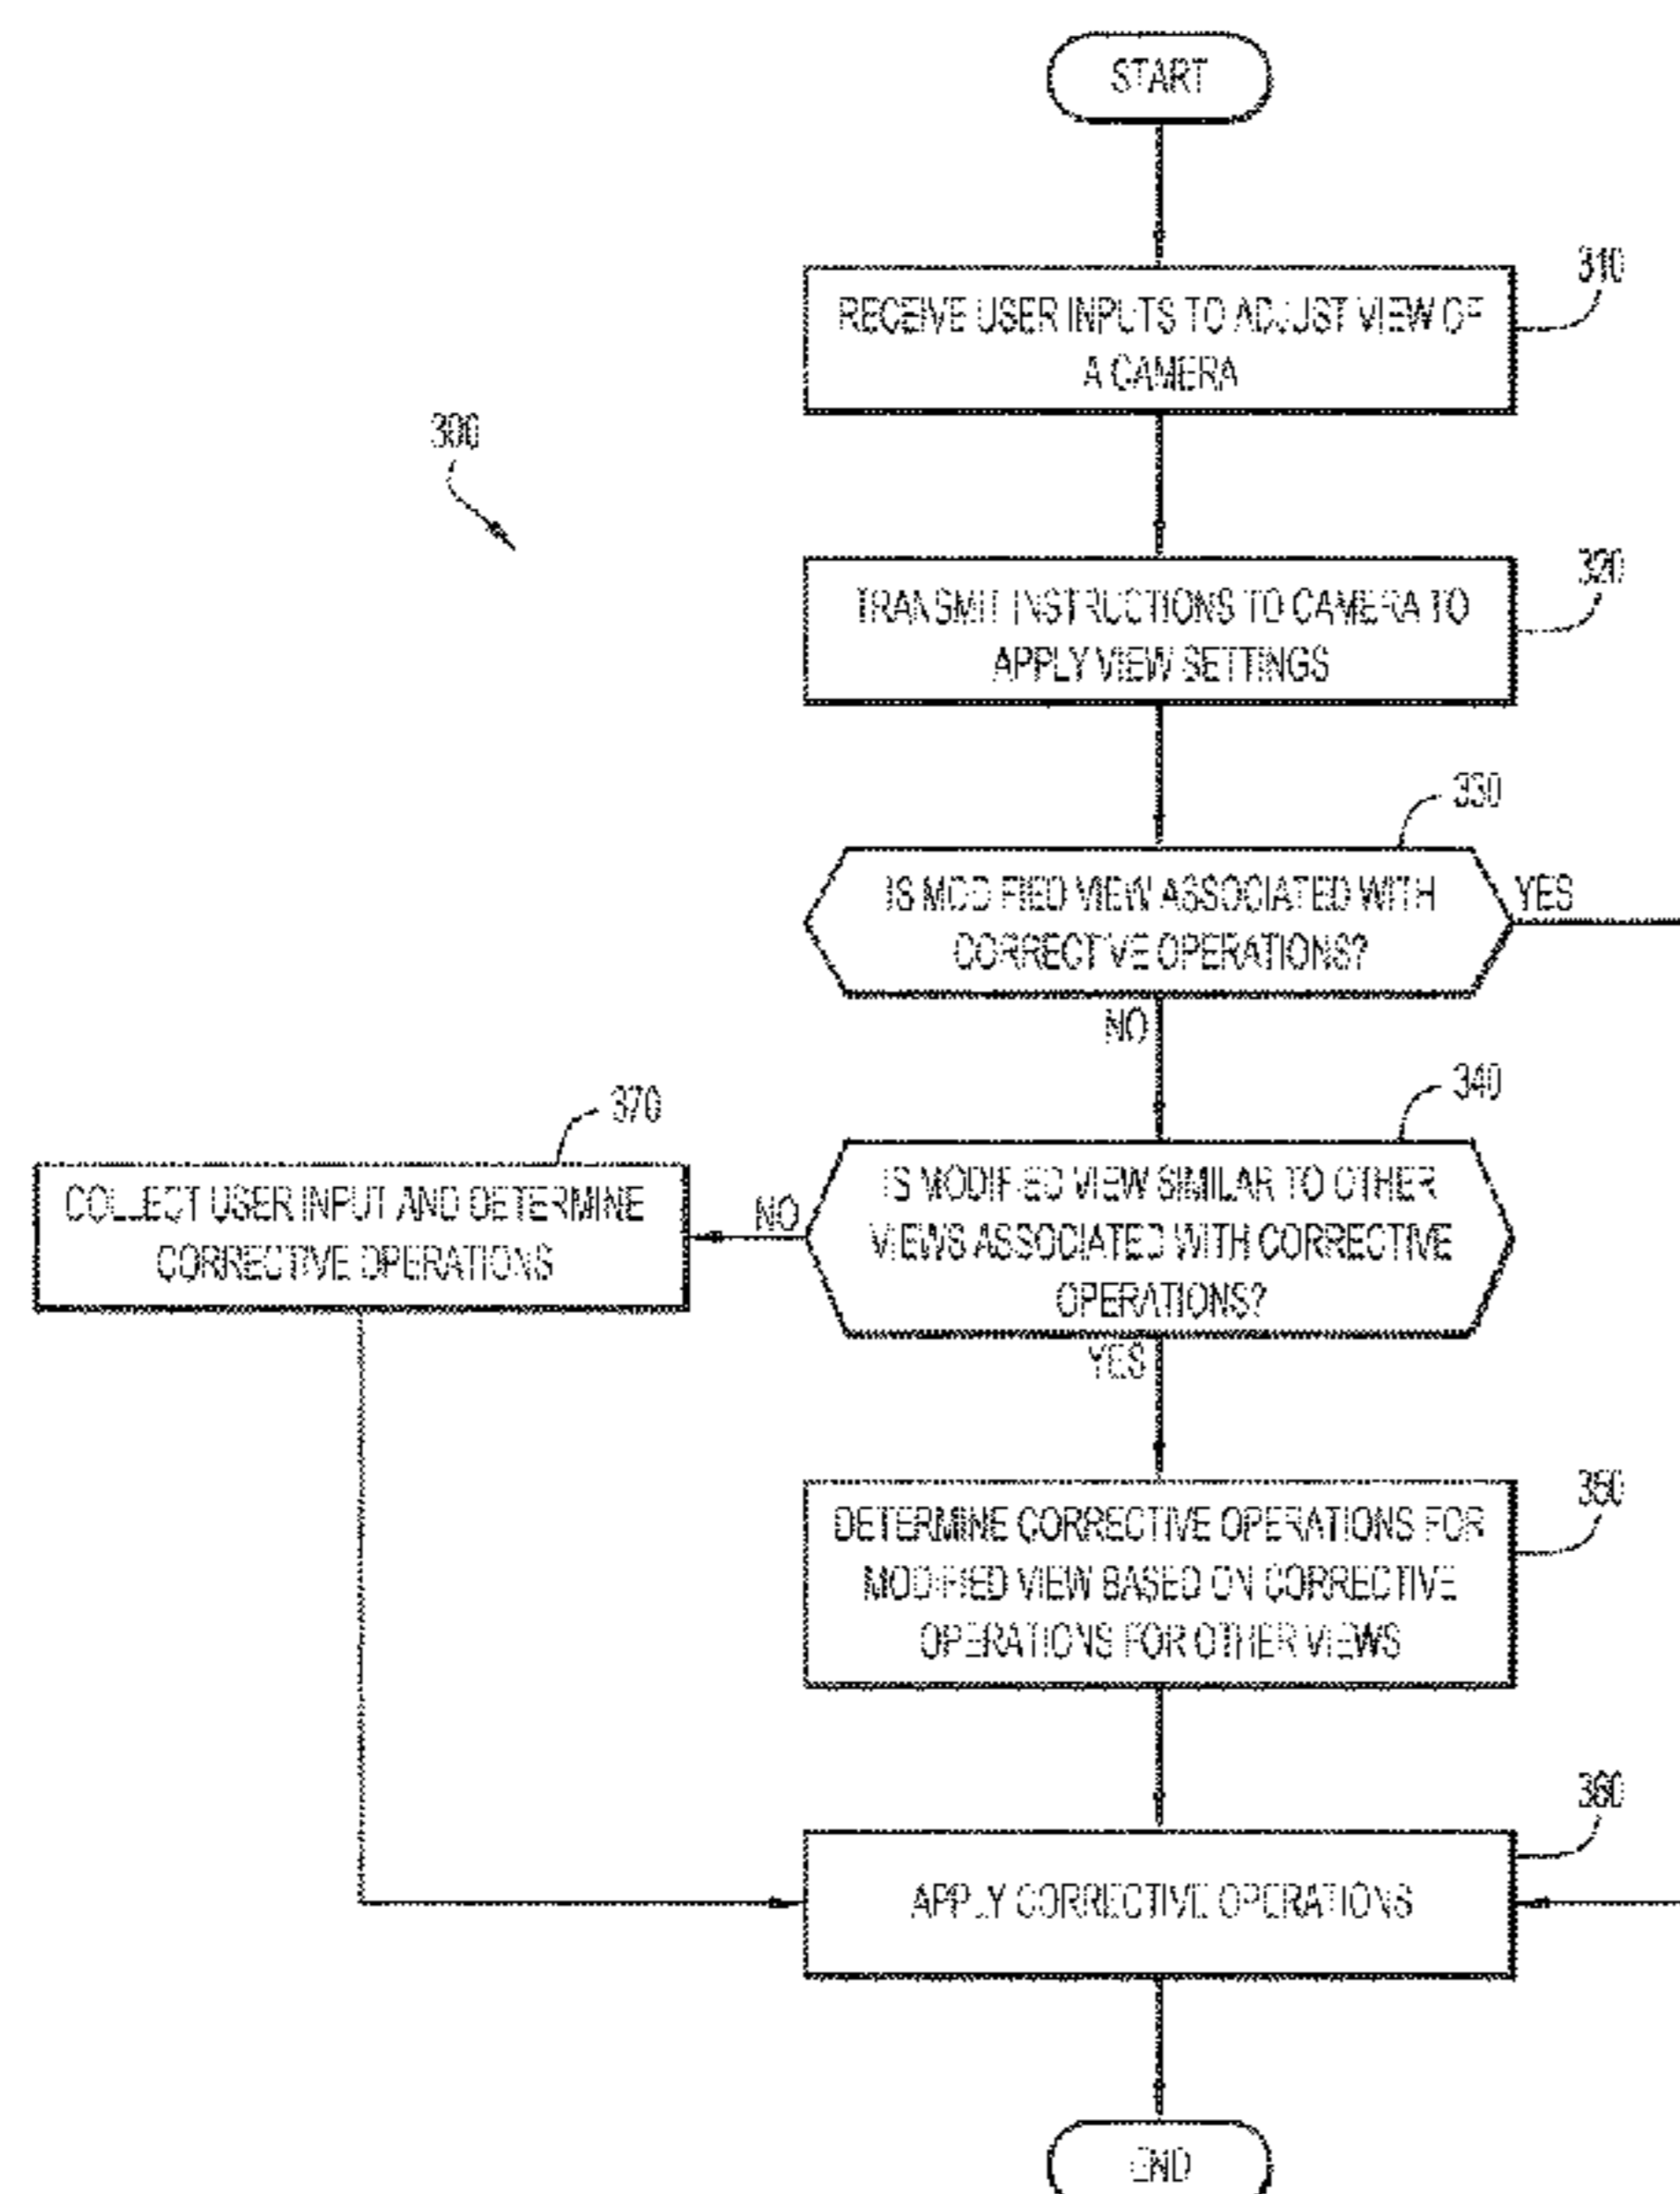 START
310
RECEIVE USER INPUTS TO ADJUST VIEW OF
A CAMERA
300
320
TRANSMIT INSTRUCTIONS TO CAMERA TO
APPLY VIEW SETTINGS
330
IS MODIFIED VIEW ASSOCIATED WITH
CORRECTIVE OPERATIONS?
YES
NO
340
370
IS MODIFIED VIEW SIMILAR TO OTHER
VIEWS ASSOCIATED WITH CORRECTIVE
OPERATIONS?
NO
COLLECT USER INPUT AND DETERMINE
CORRECTIVE OPERATIONS
YES
350
DETERMINE CORRECTIVE OPERATIONS FOR
MODIFIED VIEW BASED ON CORRECTIVE
OPERATIONS FOR OTHER VIEWS
360
APPLY CORRECTIVE OPERATIONS
END